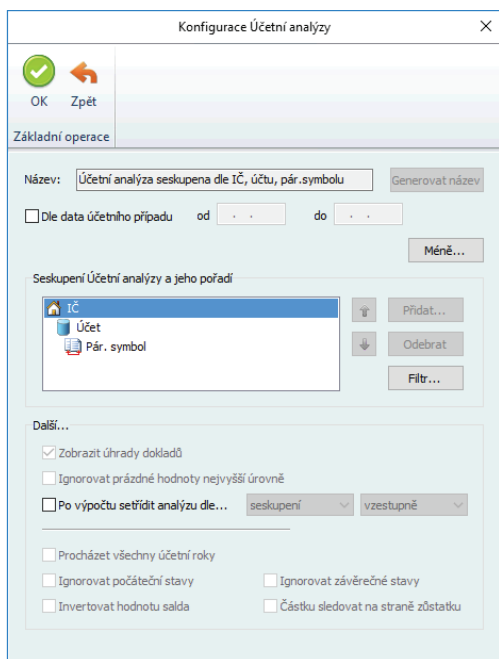 Konfigurace Účetní analýzy
OK Zpět
Základní operace
Název: Účetní analýza seskupena dle IČ, účtu, pár.symbolu Generovat název
Dle data účetního případu od . . do . .
Méně...
Seskupení Účetní analýzy a jeho pořadí
IČ
Účet
Pár. symbol
Přidat...
Odebrat
Filtr...
Další...
Zobrazit úhrady dokladů
Ignorovat prázdné hodnoty nejvyšší úrovně
Po výpočtu setřídit analýzu dle... seskupení vzestupně
Procházet všechny účetní roky
Ignorovat počáteční stavy Ignorovat závěrečné stavy
Invertovat hodnotu salda Částku sledovat na straně zůstatku